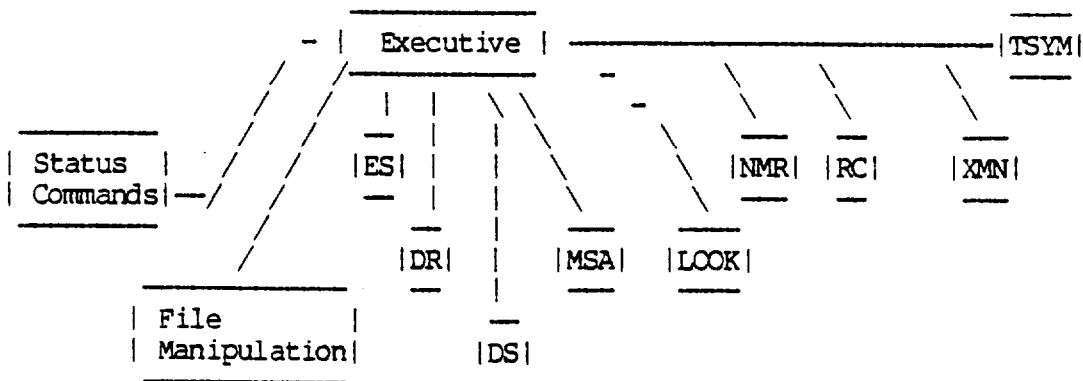 Executive
TSYM
Status
Commands
ES
NMR
RC
XMN
DR
MSA
LOOK
File
Manipulation
DS